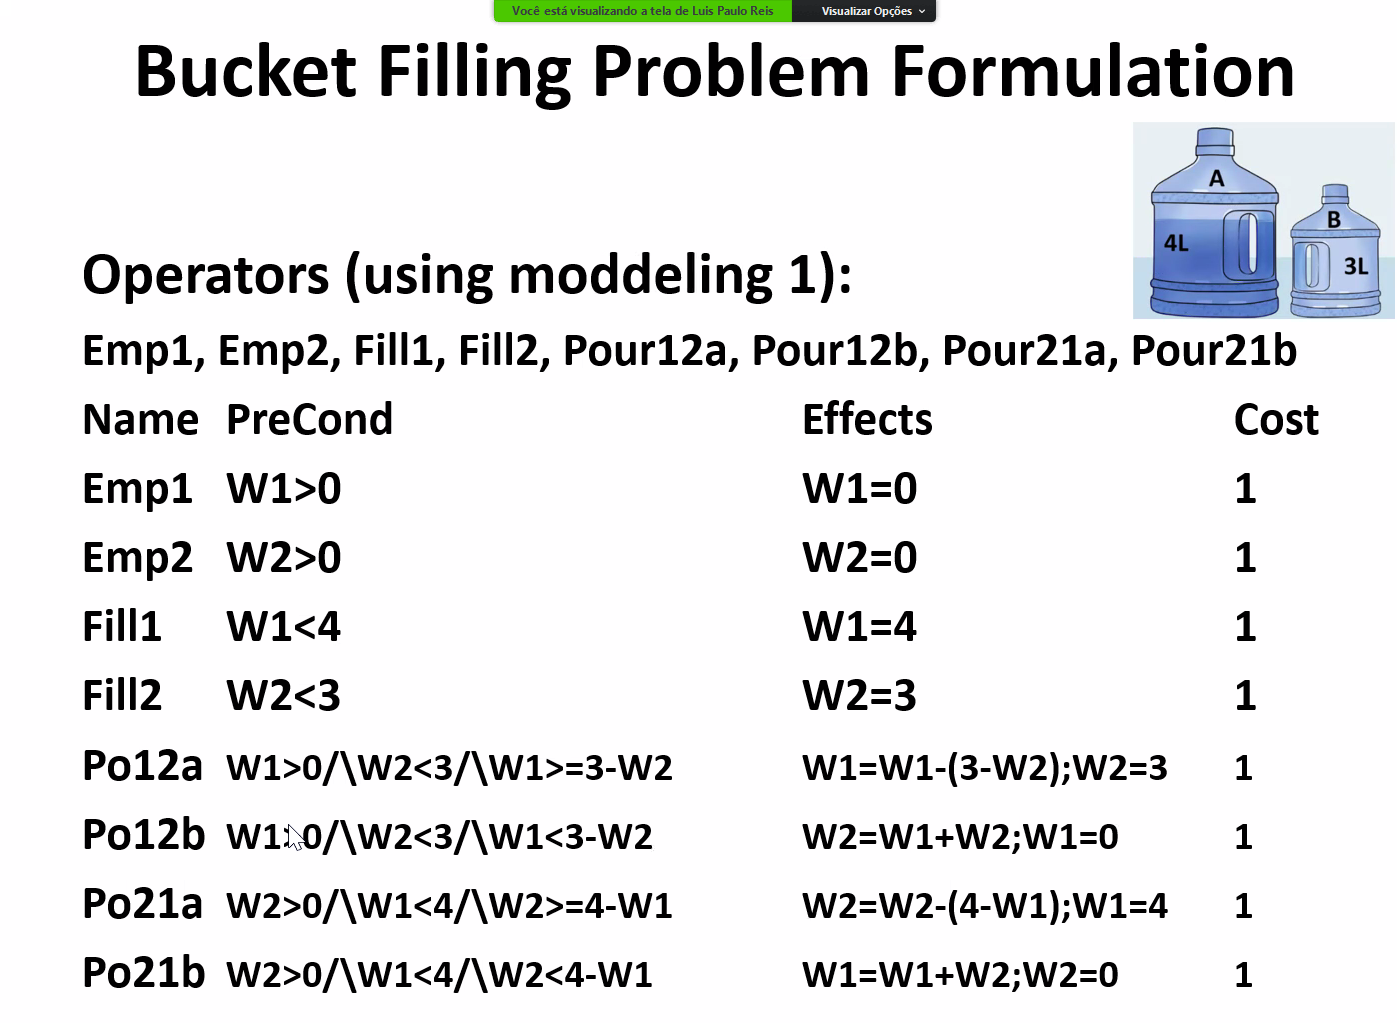 Você está visualizando a tela de Luis Paulo Reis Visualizar Opções
Bucket Filling Problem Formulation
A
B
4L
3L
Operators (using moddeling 1):
Emp1, Emp2, Fill1, Fill2, Pour12a, Pour12b, Pour21a, Pour21b
Name PreCond Effects Cost
Emp1 W1>0 W1=0 1
Emp2 W2>0 W2=0 1
Fill1 W1<4 W1=4 1
Fill2 W2<3 W2=3 1
Po12a W1>0/\W2<3/\W1>=3-W2 W1=W1-(3-W2);W2=3 1
Po12b W1>0/\W2<3/\W1<3-W2 W2=W1+W2;W1=0 1
Po21a W2>0/\W1<4/\W2>=4-W1 W2=W2-(4-W1);W1=4 1
Po21b W2>0/\W1<4/\W2<4-W1 W1=W1+W2;W2=0 1